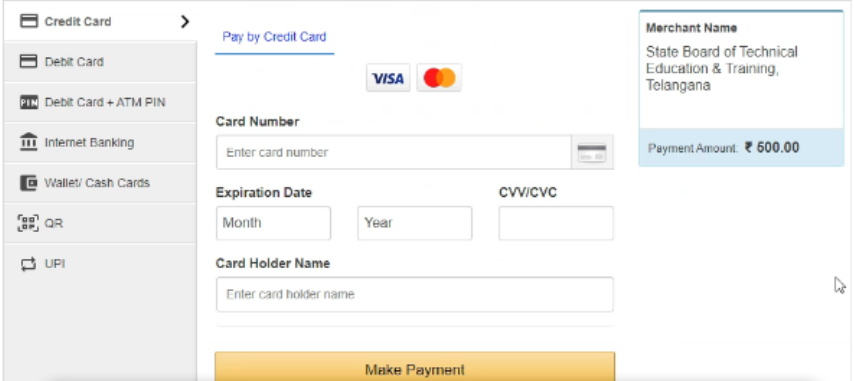 Credit Card
Debit Card
PIN Debit Card + ATM PIN
Internet Banking
Wallet/ Cash Cards
QR
UPI
Pay by Credit Card
VISA
Card Number
Enter card number
Expiration Date
CVV/CVC
Month
Year
Card Holder Name
Enter card holder name
Make Payment
Merchant Name
State Board of Technical
Education & Training,
Telangana
Payment Amount: ₹ 500.00